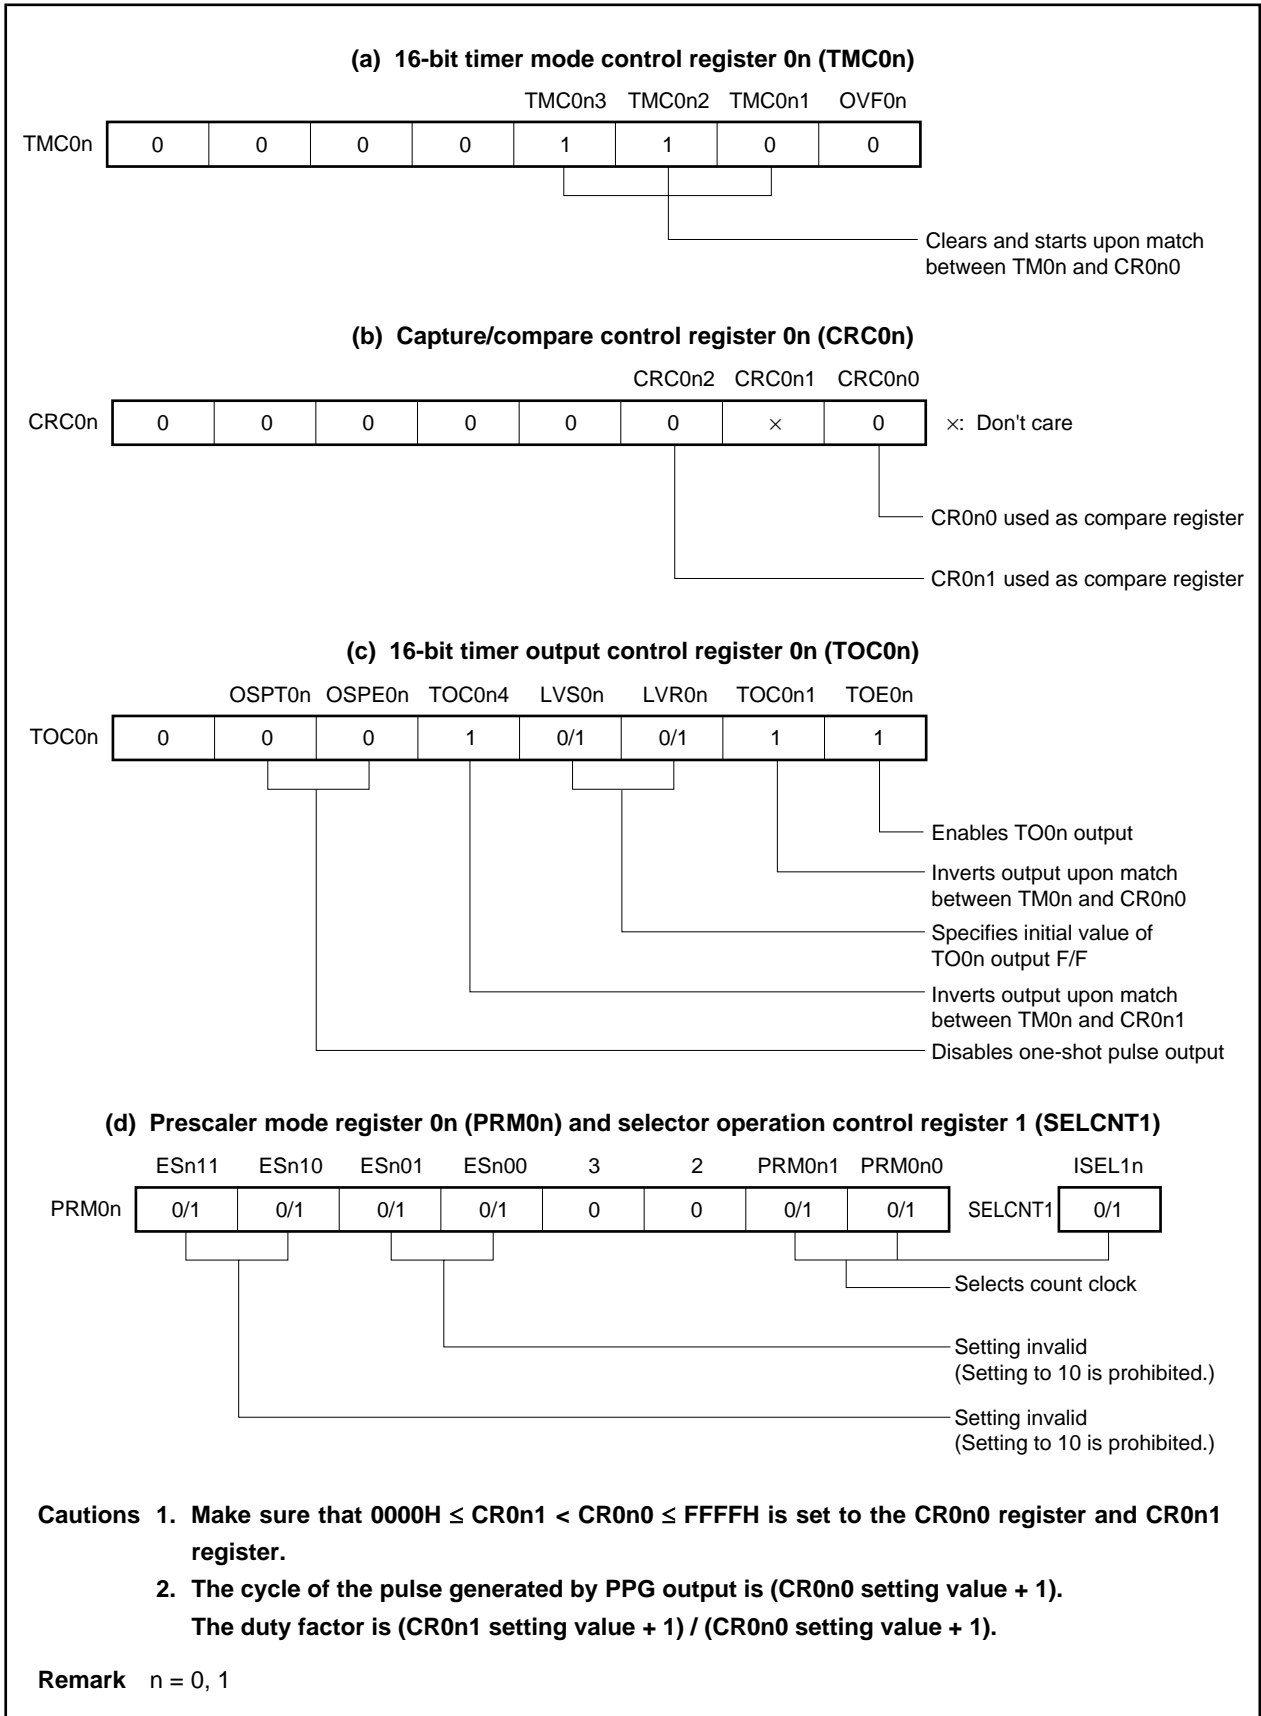 (a) 16-bit timer mode control register 0n (TMC0n)
TMC0n3 TMC0n2 TMC0n1 OVF0n
TMC0n 0 0 0 0 1 1 0 0
Clears and starts upon match
between TM0n and CR0n0
(b) Capture/compare control register 0n (CRC0n)
CRC0n2 CRC0n1 CRC0n0
CRC0n 0 0 0 0 0 0 × 0 ×: Don't care
CR0n0 used as compare register
CR0n1 used as compare register
(c) 16-bit timer output control register 0n (TOC0n)
OSPT0n OSPE0n TOC0n4 LVS0n LVR0n TOC0n1 TOE0n
TOC0n 0 0 0 1 0/1 0/1 1 1
Enables TO0n output
Inverts output upon match
between TM0n and CR0n0
Specifies initial value of
TO0n output F/F
Inverts output upon match
between TM0n and CR0n1
Disables one-shot pulse output
(d) Prescaler mode register 0n (PRM0n) and selector operation control register 1 (SELCNT1)
ESn11 ESn10 ESn01 ESn00 3 2 PRM0n1 PRM0n0 ISEL1n
PRM0n 0/1 0/1 0/1 0/1 0 0 0/1 0/1 SELCNT1 0/1
Selects count clock
Setting invalid
(Setting to 10 is prohibited.)
Setting invalid
(Setting to 10 is prohibited.)
Cautions 1. Make sure that 0000H ≤ CR0n1 < CR0n0 ≤ FFFFH is set to the CR0n0 register and CR0n1
register.
2. The cycle of the pulse generated by PPG output is (CR0n0 setting value + 1).
The duty factor is (CR0n1 setting value + 1) / (CR0n0 setting value + 1).
Remark n = 0, 1